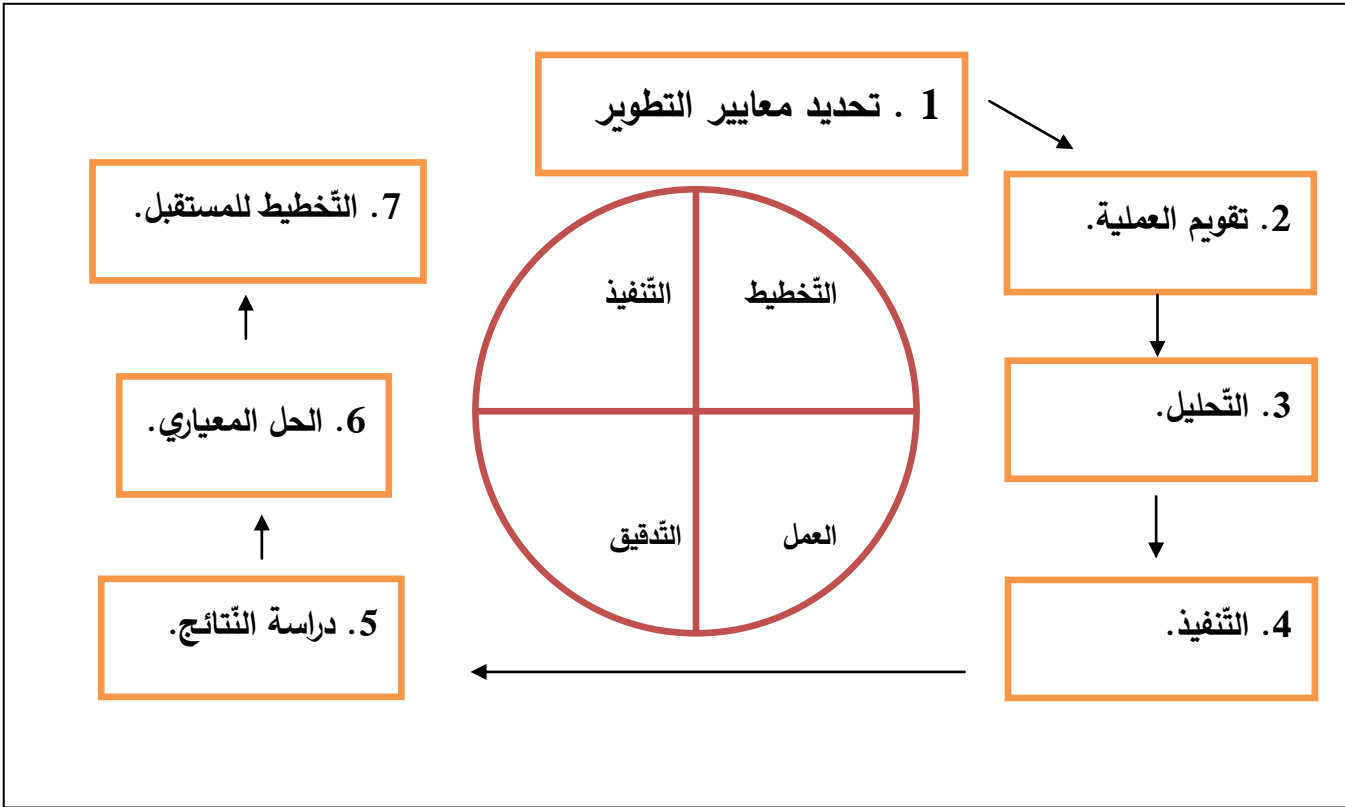 1 . تحديد معايير التطوير
2. تقويم العملية.
3. التّحليل.
4. التّنفيذ.
5. دراسة النّتائج.
6. الحل المعياري.
7. التّخطيط للمستقبل.
التّخطيط
التّنفيذ
العمل
التّدقيق